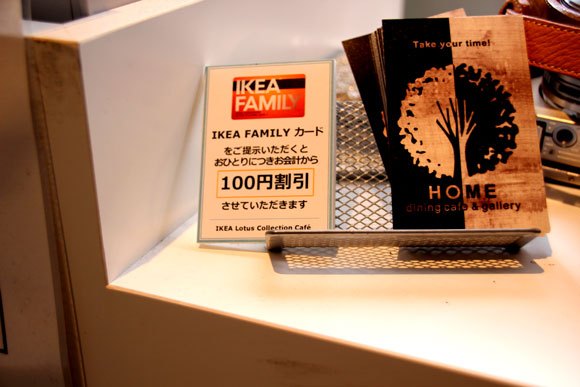 IKEA
FAMILY
IKEA FAMILY カード
をご提示いただくと
おひとりにつきお会計から
100円割引
させていただきます
IKEA Lotus Collection Café
Take your time!
HOME
dining cafe & gallery